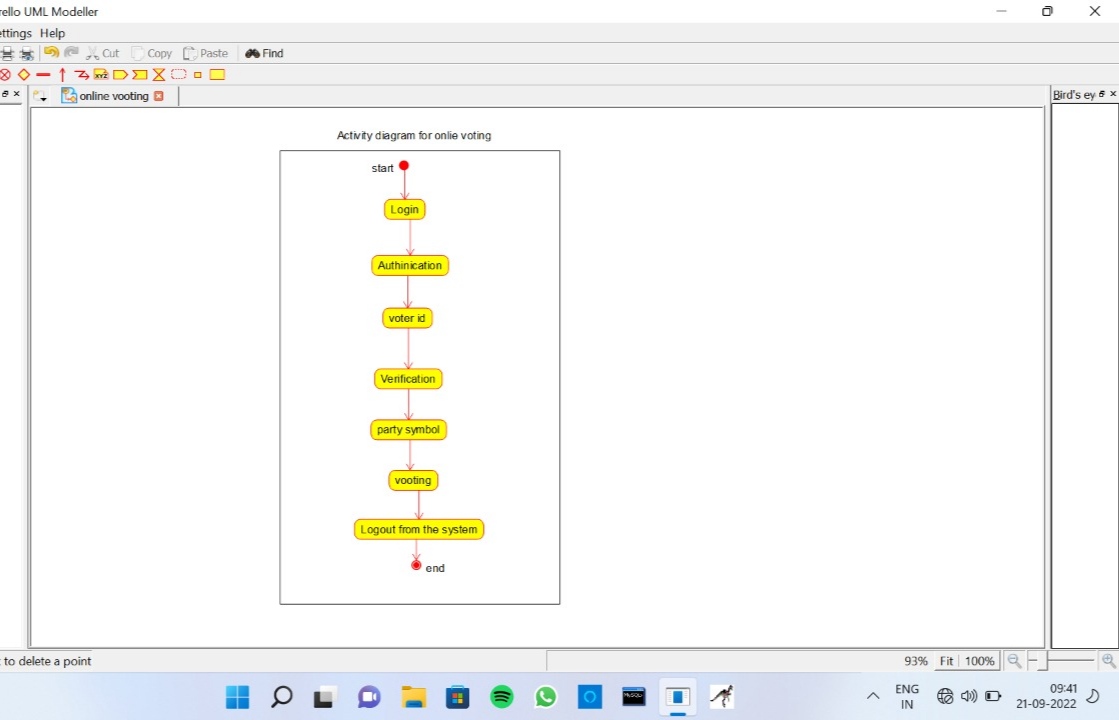 rello UML Modeller
ettings Help
Cut Copy Paste Find
XYZ
online vooting
Bird's ey
Activity diagram for onlie voting
start
Login
Authinication
voter id
Verification
party symbol
vooting
Logout from the system
end
to delete a point
93% Fit 100%
ENG
IN
09:41
21-09-2022